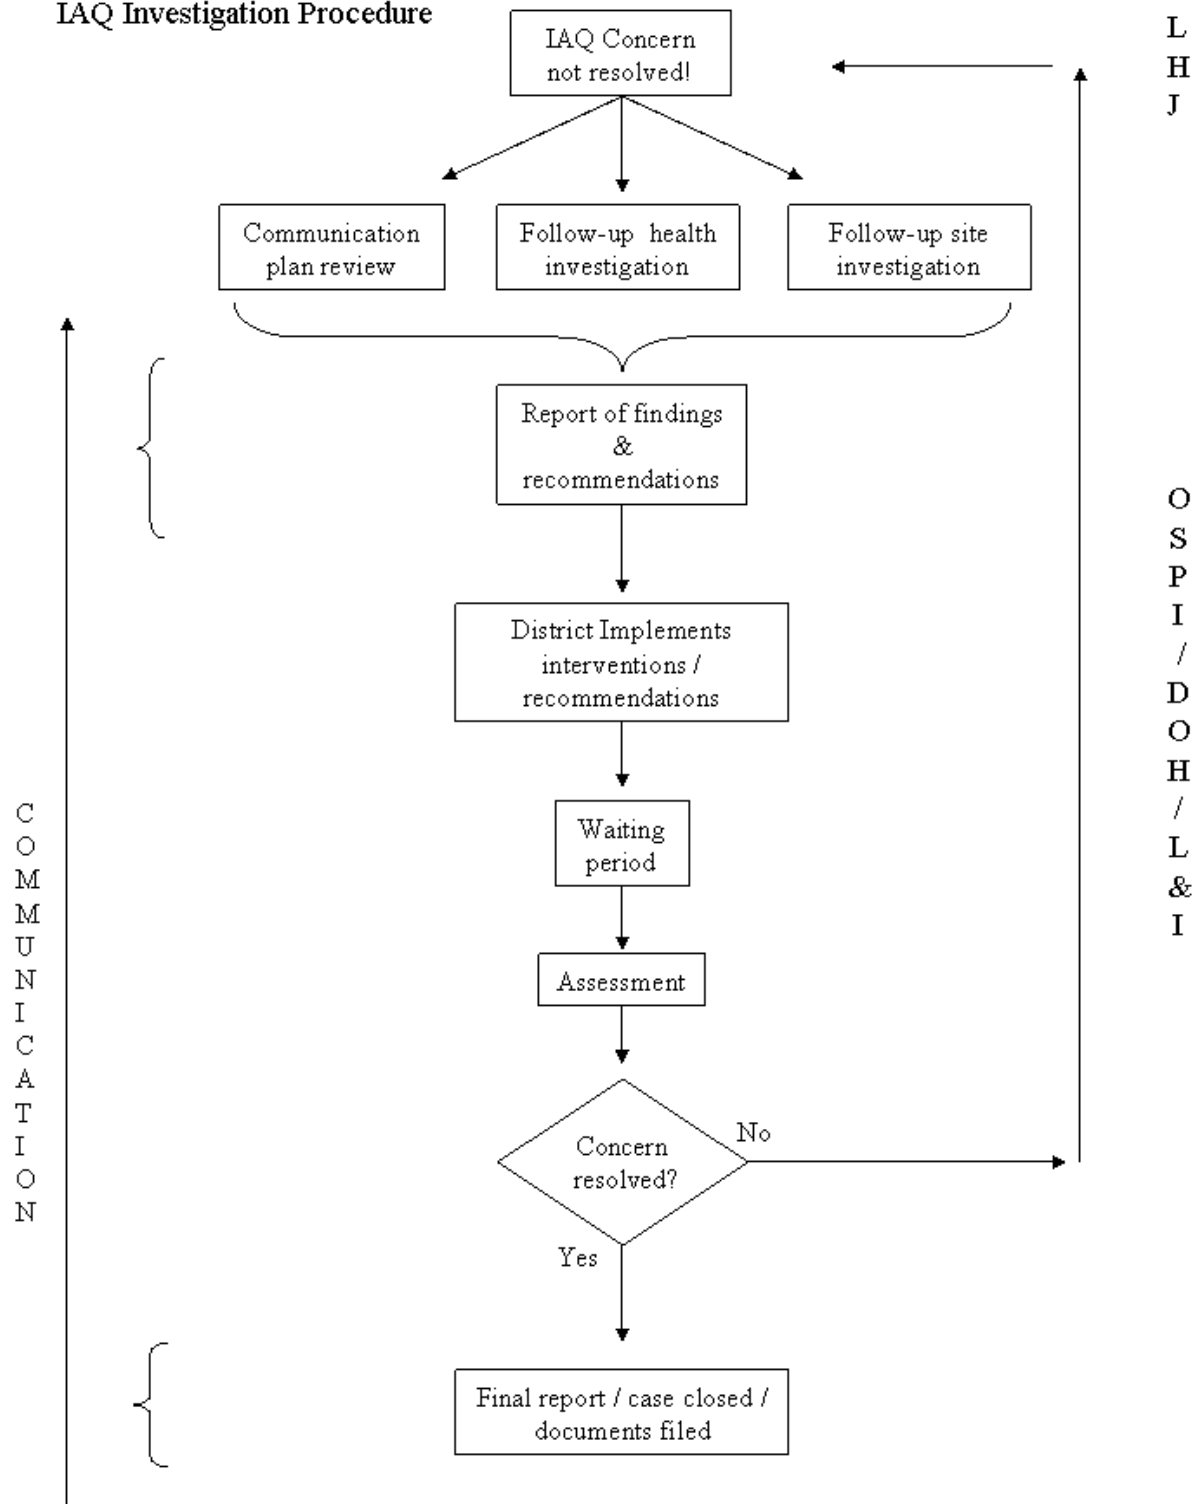 IAQ Investigation Procedure
IAQ Concern
not resolved!
L
H
J
Communication
plan review
Follow-up health
investigation
Follow-up site
investigation
Report of findings
&
recommendations
O
S
P
I
/
D
O
H
/
L
&
I
District Implements
interventions /
recommendations
Waiting
period
C
O
M
M
U
N
I
C
A
T
I
O
N
Assessment
Concern
resolved?
No
Yes
Final report / case closed /
documents filed